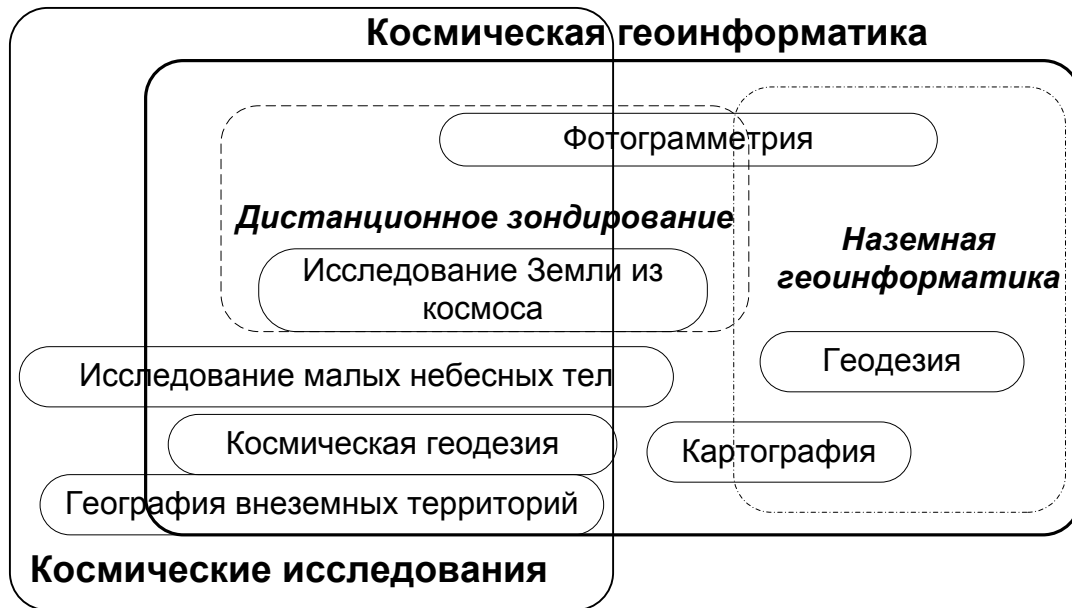 Космическая геоинформатика
Фотограмметрия
Дистанционное зондирование
Наземная
геоинформатика
Исследование Земли из
космоса
Исследование малых небесных тел
Геодезия
Космическая геодезия
Картография
География внеземных территорий
Космические исследования